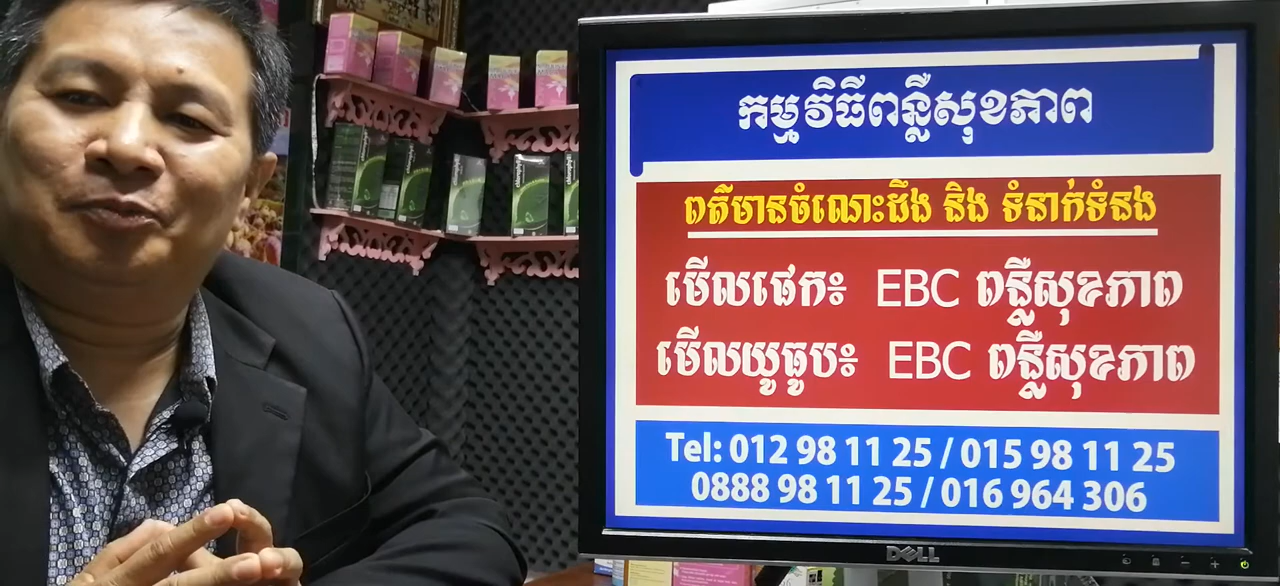 កម្មវិធីពន្លឺសុខភាព
ពត៌មានចំណេះដឹង និង ទំនាក់ទំនង
មើលផេក៖ EBC ពន្លឺសុខភាព
មើលយូធូប៖ EBC ពន្លឺសុខភាព
Tel: 012 98 11 25 / 015 98 11 25
0888 98 11 25 / 016 964 306
DELL